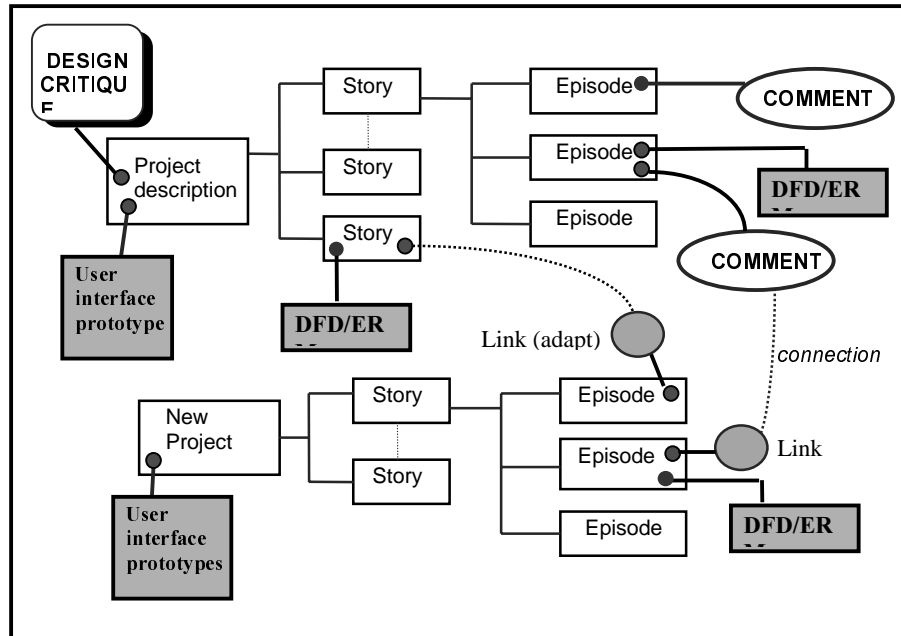 DESIGN
CRITIQU
E
Project
description
User
interface
prototype
Story
Story
Story
DFD/ER
Episode
Episode
Episode
COMMENT
DFD/ER
COMMENT
Link (adapt)
connection
New
Project
User
interface
prototypes
Story
Story
Episode
Episode
Episode
Link
DFD/ER